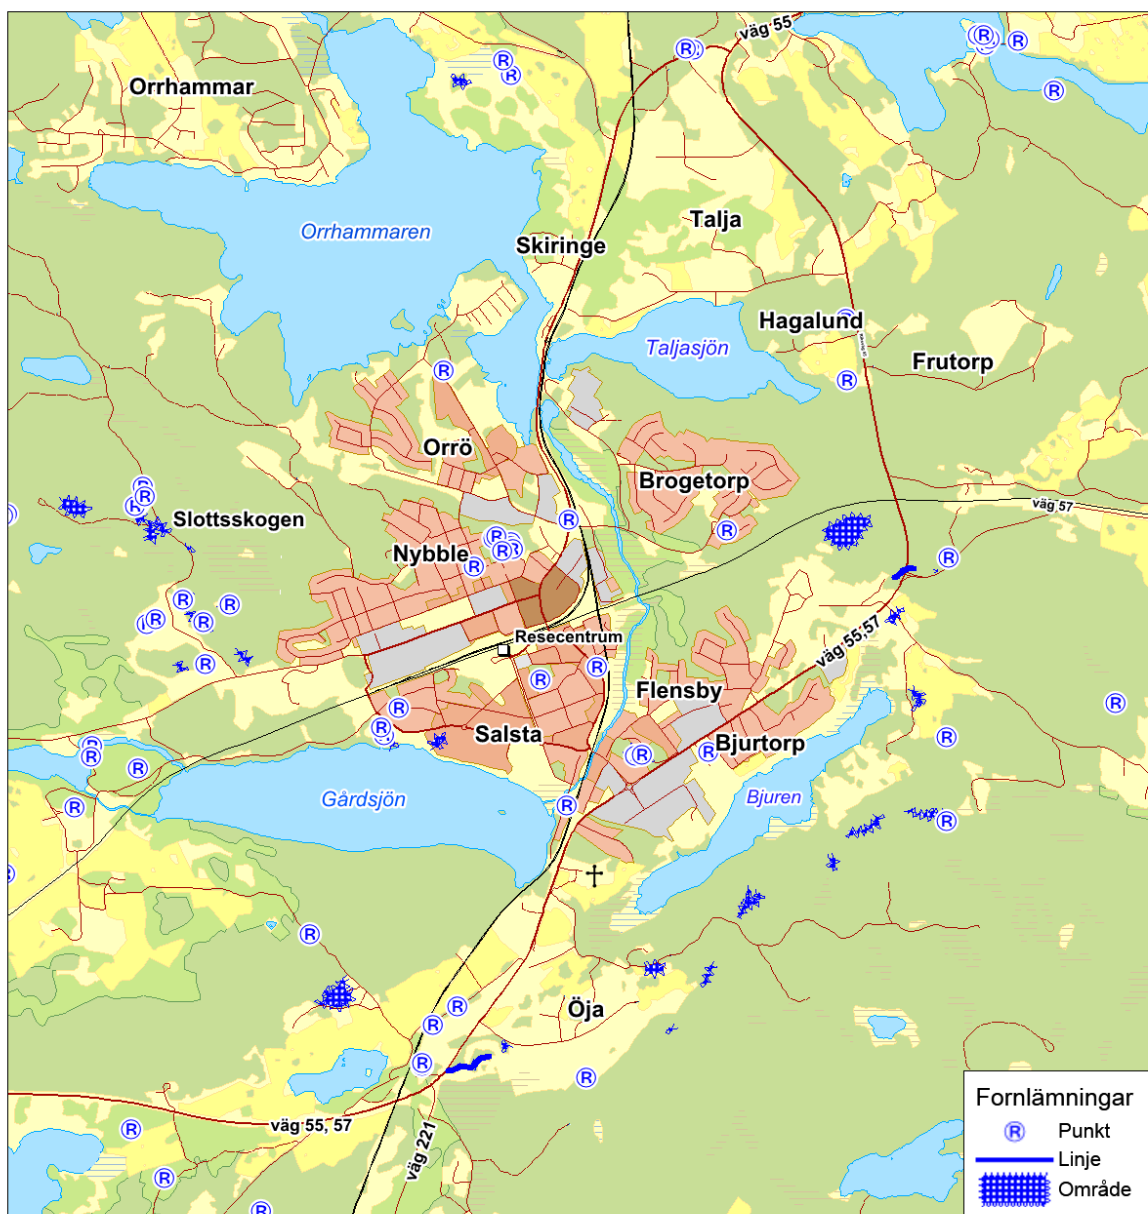 väg 55
Orrhammar
Talja
Orrhammaren
Skiringe
Hagalund
Taljasjön
Frutorp
Orrö
Brogetorp
väg 57
Slottsskogen
Nybble
Resecentrum
väg 55,57
Flensby
Salsta
Bjurtorp
Gårdsjön
Bjuren
Öja
väg 55, 57
väg 221
Fornlämningar
R Punkt
Linje
Område